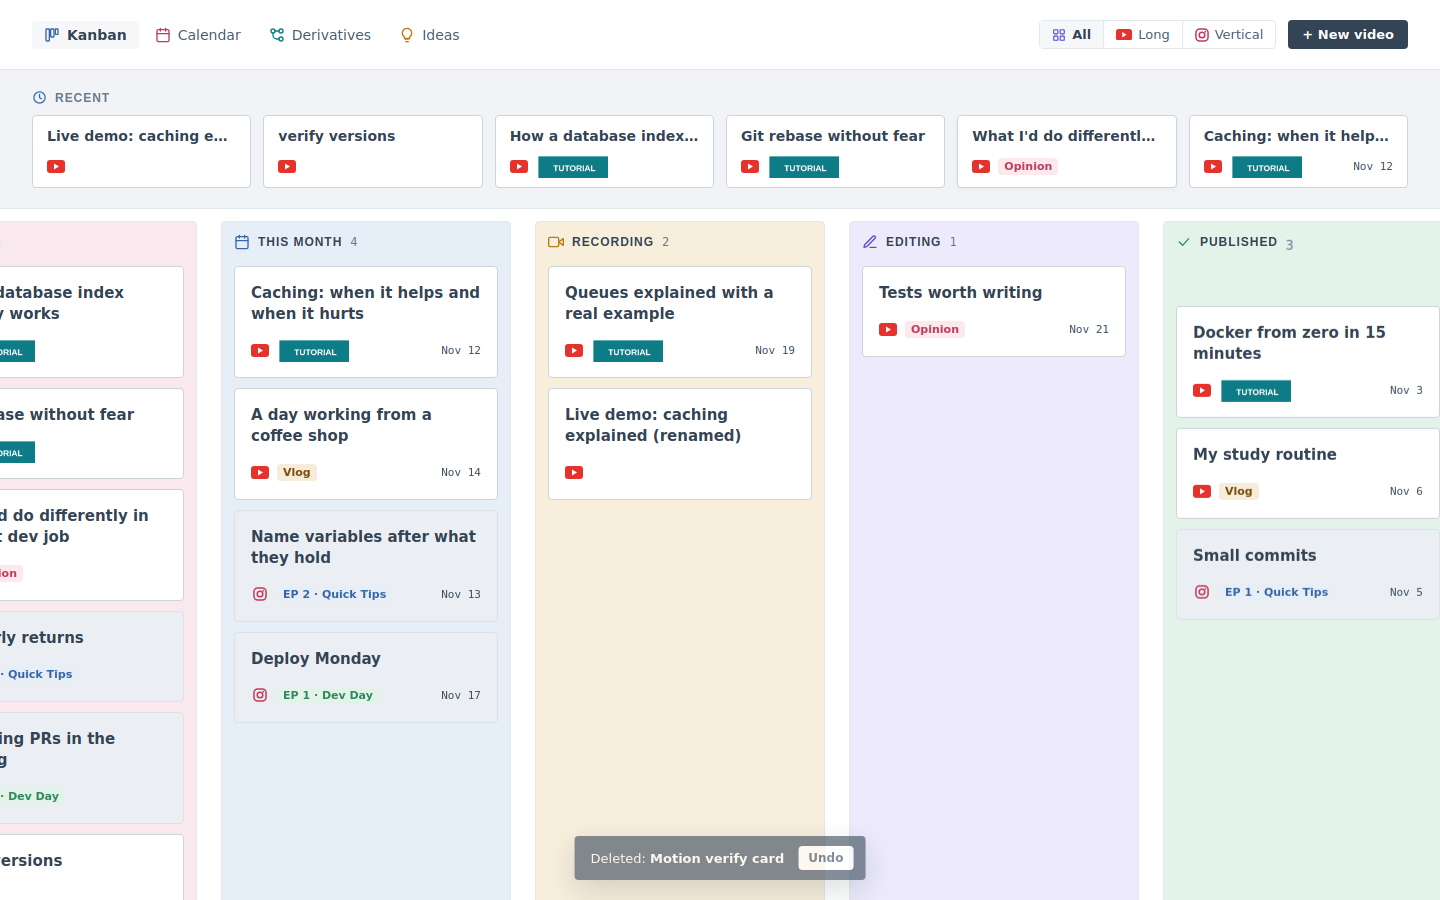 Kanban
Calendar
Derivatives
Ideas
All
Long
Vertical
+ New video
RECENT
Live demo: caching e...
verify versions
How a database index...
TUTORIAL
Git rebase without fear
TUTORIAL
What I'd do differentl...
Opinion
Caching: when it help...
TUTORIAL
Nov 12
database index
works
TUTORIAL
without fear
TUTORIAL
do differently in
dev job
returns
· Quick Tips
PRs in the
· Dev Day
versions
THIS MONTH 4
Caching: when it helps and
when it hurts
TUTORIAL
Nov 12
A day working from a
coffee shop
Vlog
Nov 14
Name variables after what
they hold
EP 2 · Quick Tips
Nov 13
Deploy Monday
EP 1 · Dev Day
Nov 17
RECORDING 2
Queues explained with a
real example
TUTORIAL
Nov 19
Live demo: caching
explained (renamed)
EDITING 1
Tests worth writing
Opinion
Nov 21
PUBLISHED 3
Docker from zero in 15
minutes
TUTORIAL
Nov 3
My study routine
Vlog
Nov 6
Small commits
EP 1 · Quick Tips
Nov 5
Deleted: Motion verify card
Undo